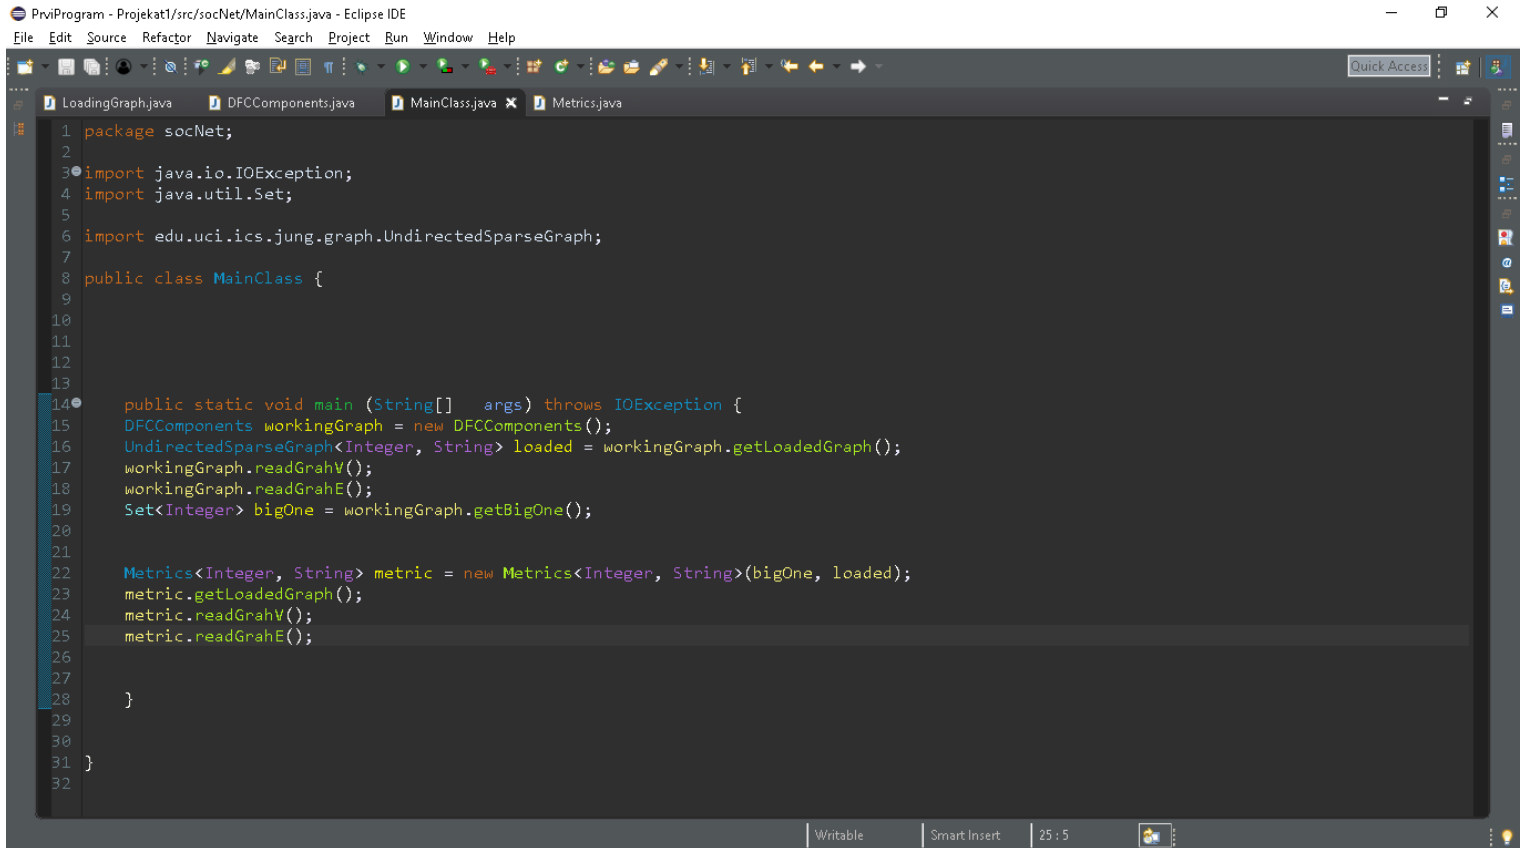 PrviProgram - Projekat1/src/socNet/MainClass.java - Eclipse IDE
File Edit Source Refactor Navigate Search Project Run Window Help
Quick Access
LoadingGraph.java DFCComponents.java MainClass.java Metrics.java
1 package socNet;
2
3 import java.io.IOException;
4 import java.util.Set;
5
6 import edu.uci.ics.jung.graph.UndirectedSparseGraph;
7
8 public class MainClass {
9
10
11
12
13
14 public static void main (String[] args) throws IOException {
15 DFCComponents workingGraph = new DFCComponents();
16 UndirectedSparseGraph<Integer, String> loaded = workingGraph.getLoadedGraph();
17 workingGraph.readGrahV();
18 workingGraph.readGrahE();
19 Set<Integer> bigOne = workingGraph.getBigOne();
20
21
22 Metrics<Integer, String> metric = new Metrics<Integer, String>(bigOne, loaded);
23 metric.getLoadedGraph();
24 metric.readGrahV();
25 metric.readGrahE();
26
27
28 }
29
30
31 }
32
Writable Smart Insert 25 : 5